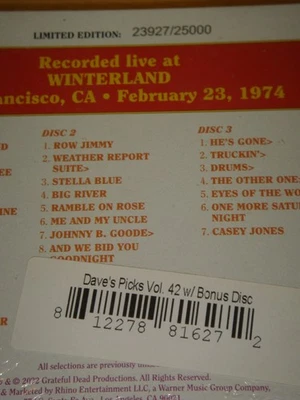 LIMITED EDITION: 23927/25000
Recorded live at
WINTERLAND
ancisco, CA • February 23, 1974
DISC 2
1. ROW JIMMY
2. WEATHER REPORT
SUITE>
3. STELLA BLUE
4. BIG RIVER
5. RAMBLE ON ROSE
6. ME AND MY UNCLE
7. JOHNNY B. GOODE>
8. AND WE BID YOU
GOODNIGHT
DISC 3
1. HE'S GONE>
2. TRUCKIN'>
3. DRUMS>
4. THE OTHER ONE
5. EYES OF THE WO
6. ONE MORE SATU
NIGHT
7. CASEY JONES
Dave's Picks Vol. 42 w/ Bonus Disc
8 12278 81627 2
All selections are previously
& © 2022 Grateful Dead Productions. All Rights Reserved.
& Marketed by Rhino Entertainment LLC, a Warner Music Group Company.